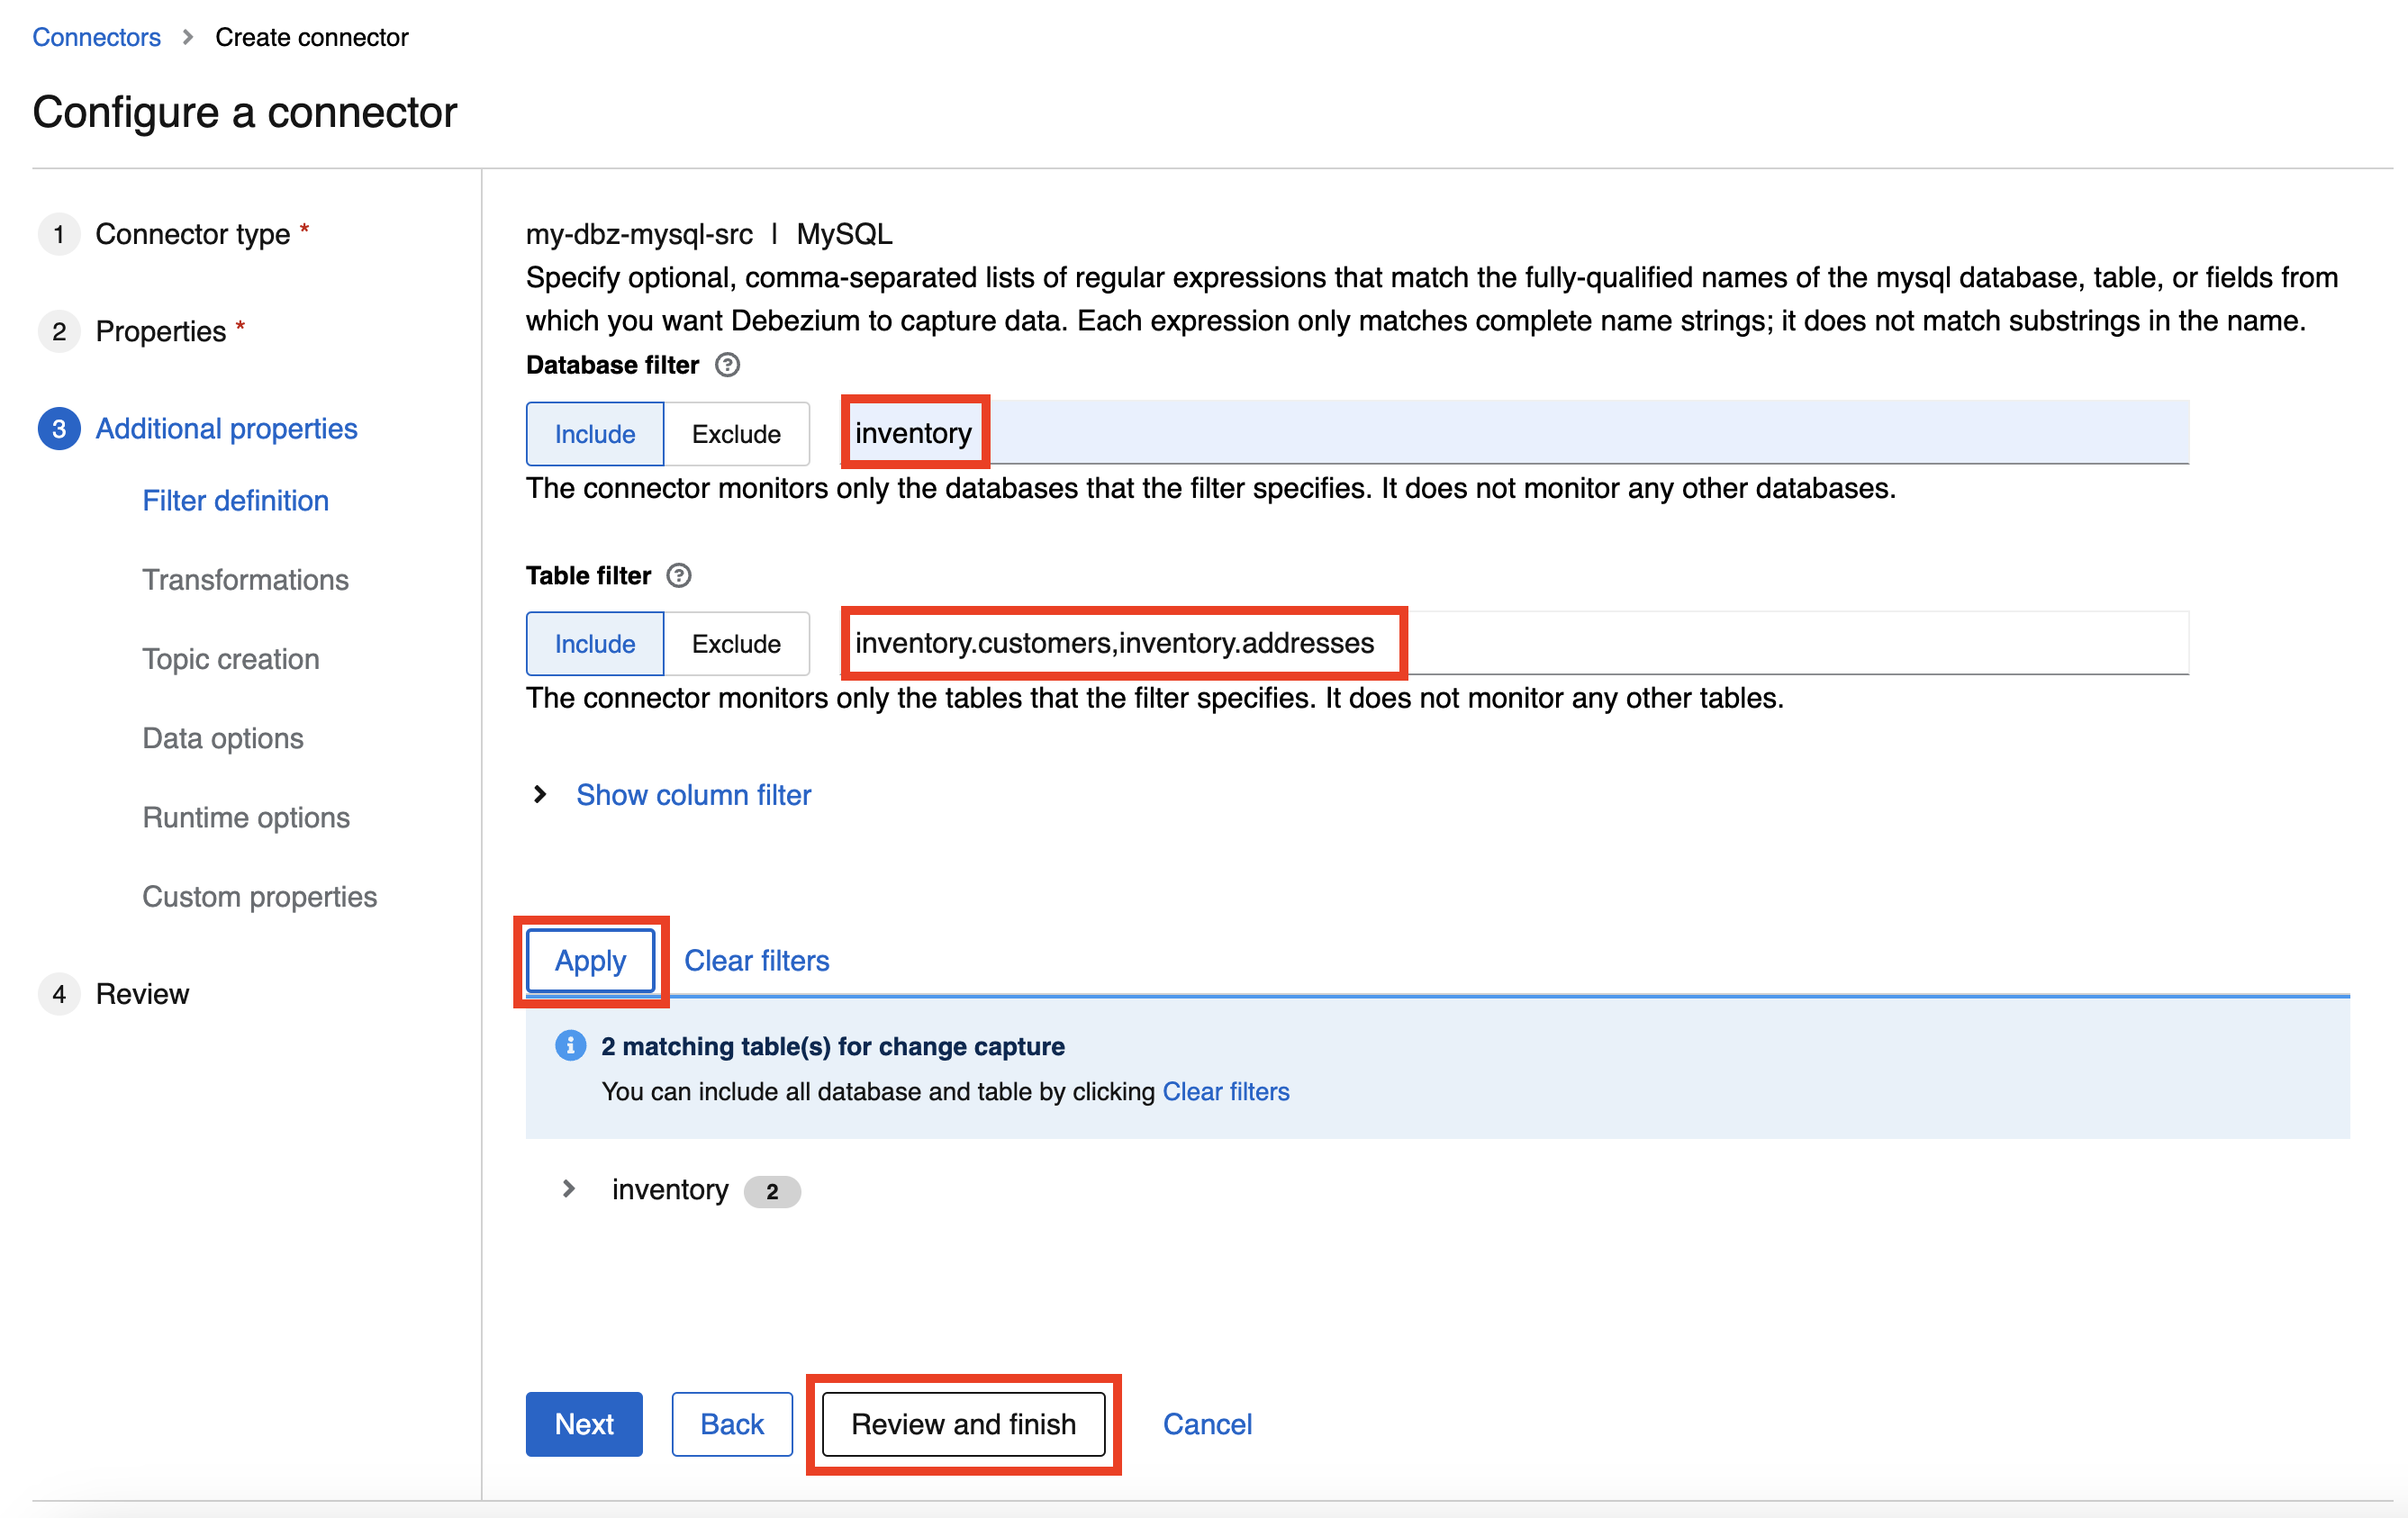 Connectors > Create connector
Configure a connector
1 Connector type *
2 Properties *
3 Additional properties
Filter definition
Transformations
Topic creation
Data options
Runtime options
Custom properties
4 Review
my-dbz-mysql-src | MySQL
Specify optional, comma-separated lists of regular expressions that match the fully-qualified names of the mysql database, table, or fields from
which you want Debezium to capture data. Each expression only matches complete name strings; it does not match substrings in the name.
Database filter ?
Include Exclude inventory
The connector monitors only the databases that the filter specifies. It does not monitor any other databases.
Table filter ?
Include Exclude inventory.customers,inventory.addresses
The connector monitors only the tables that the filter specifies. It does not monitor any other tables.
> Show column filter
Apply Clear filters
i 2 matching table(s) for change capture
You can include all database and table by clicking Clear filters
> inventory 2
Next Back Review and finish Cancel